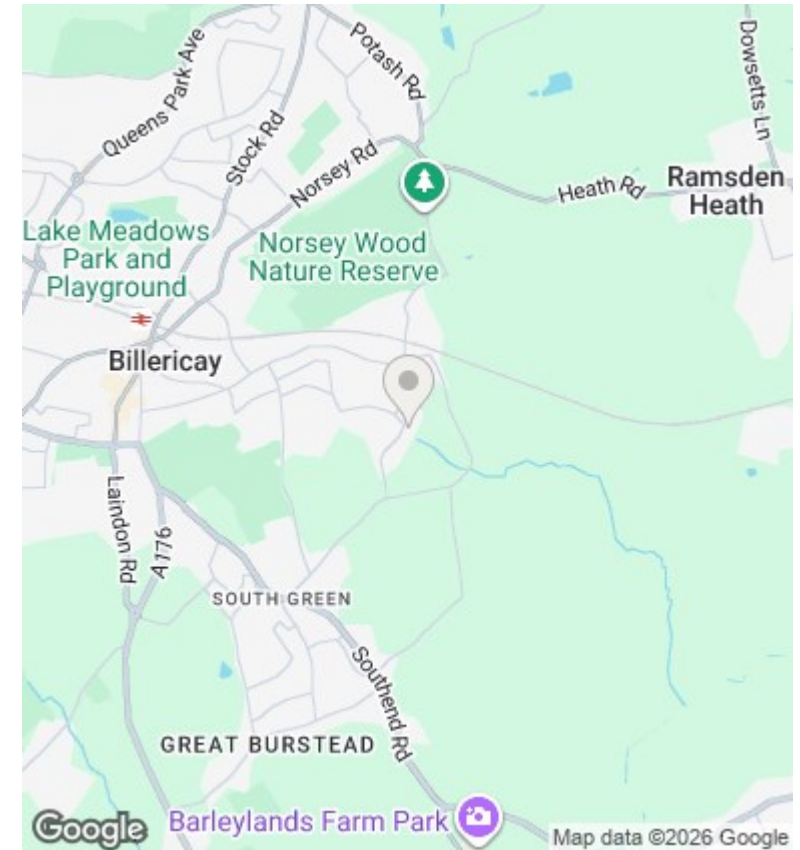 Potash Rd
Dowsetts Ln
Queens Park Ave
Stock Rd
Norsey Rd
Heath Rd
Ramsden
Heath
Lake Meadows
Park and
Playground
Norsey Wood
Nature Reserve
Billericay
Laindon Rd
A176
SOUTH GREEN
Southend Rd
GREAT BURSTEAD
Barleylands Farm Park
Google
Map data ©2026 Google